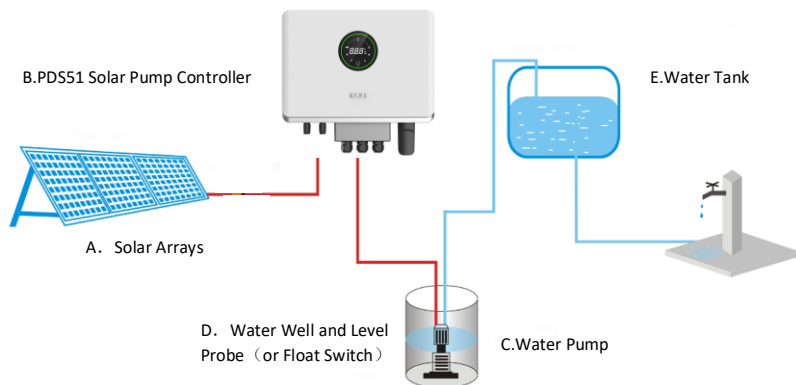 B.PDS51 Solar Pump Controller
E.Water Tank
A. Solar Arrays
D. Water Well and Level
Probe（or Float Switch）
C.Water Pump